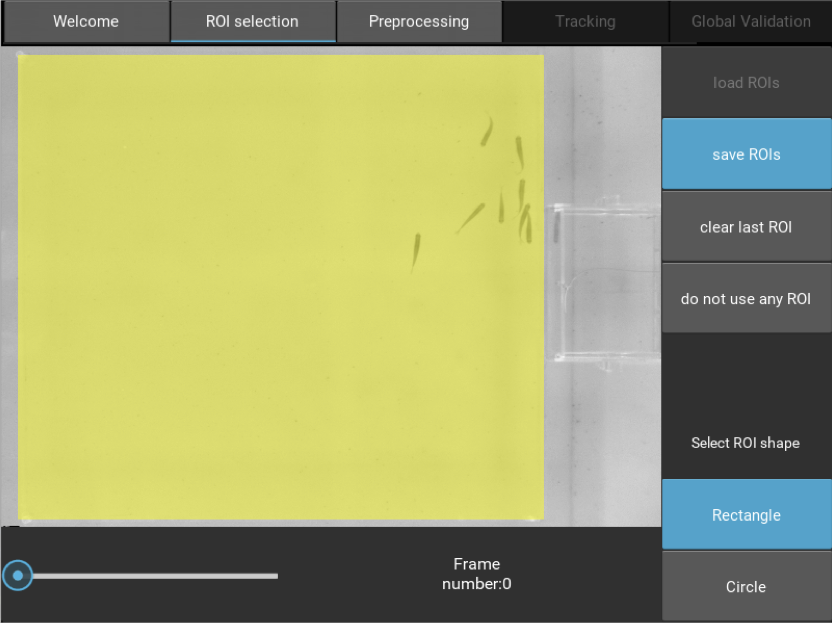 Welcome
ROI selection
Preprocessing
Tracking
Global Validation
load ROIs
save ROIs
clear last ROI
do not use any ROI
Select ROI shape
Rectangle
Circle
Frame
number:0